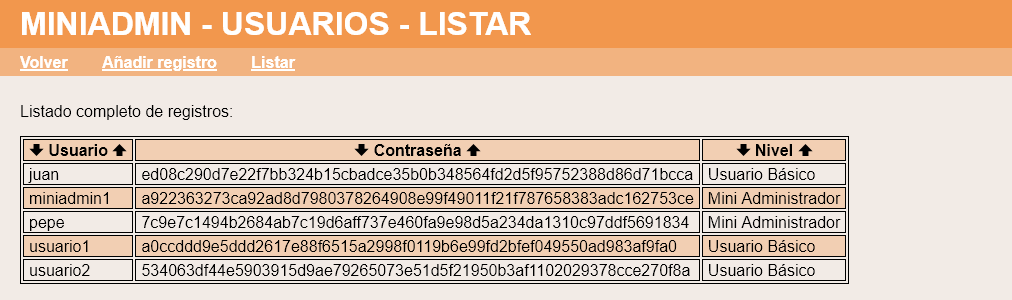 MINIADMIN - USUARIOS - LISTAR
Volver Añadir registro Listar
Listado completo de registros:
🡇 Usuario 🡅 🡇 Contraseña 🡅 🡇 Nivel 🡅
juan ed08c290d7e22f7bb324b15cbadce35b0b348564fd2d5f95752388d86d71bcca Usuario Básico
miniadmin1 a922363273ca92ad8d7980378264908e99f49011f21f787658383adc162753ce Mini Administrador
pepe 7c9e7c1494b2684ab7c19d6aff737e460fa9e98d5a234da1310c97ddf5691834 Mini Administrador
usuario1 a0ccddd9e5ddd2617e88f6515a2998f0119b6e99fd2bfef049550ad983af9fa0 Usuario Básico
usuario2 534063df44e5903915d9ae79265073e51d5f21950b3af1102029378cce270f8a Usuario Básico